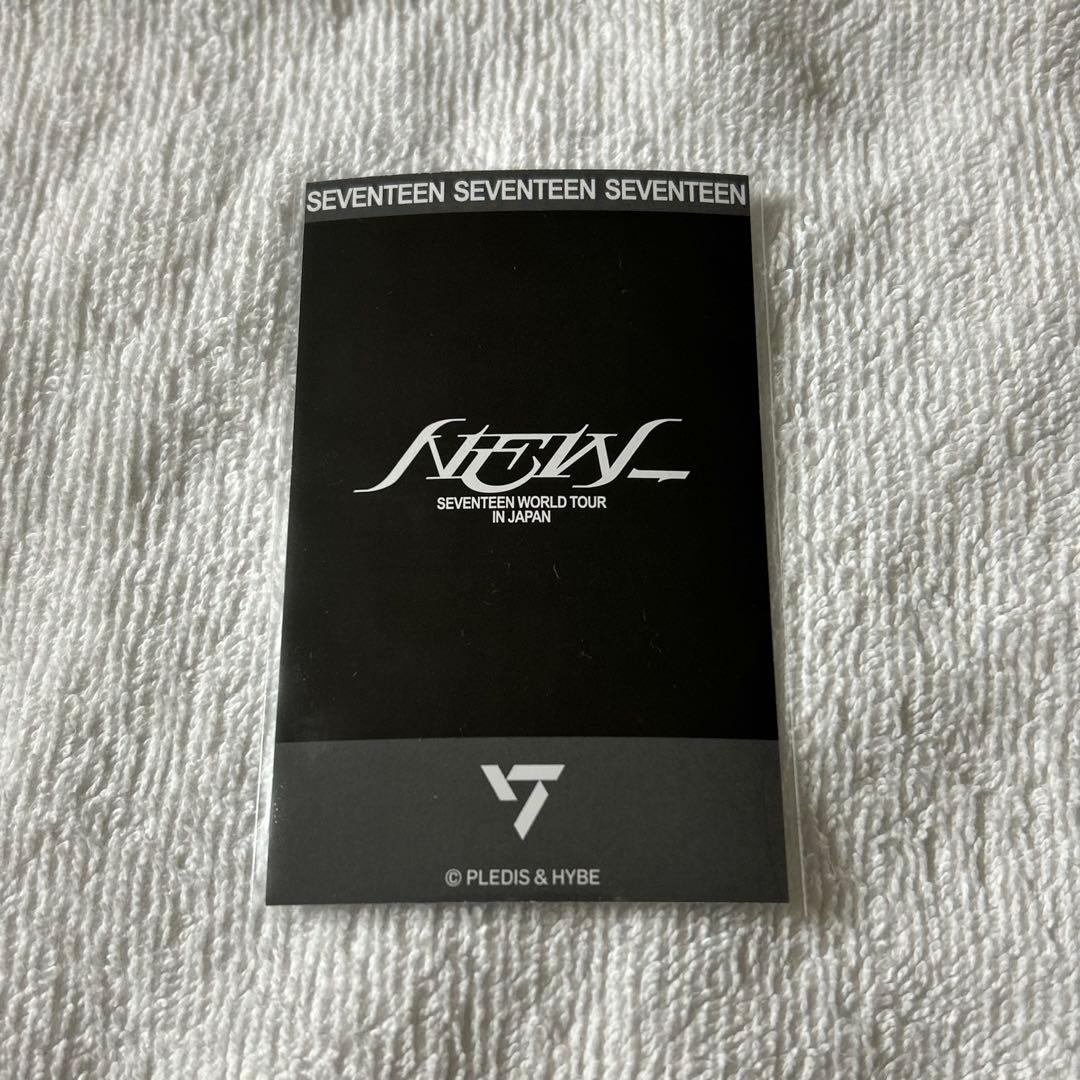 SEVENTEEN SEVENTEEN SEVENTEEN
NEW_
SEVENTEEN WORLD TOUR
IN JAPAN
© PLEDIS & HYBE